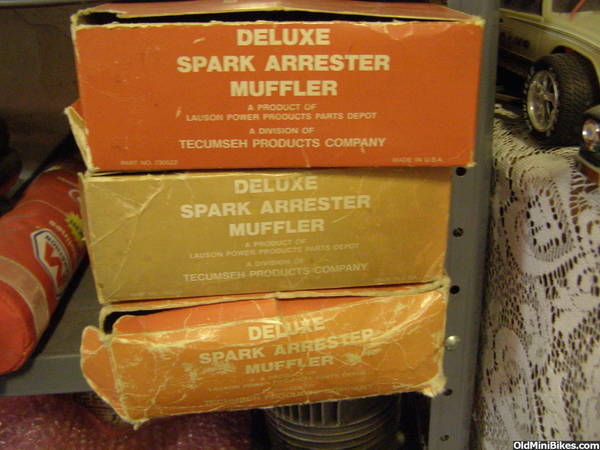 DELUXE
SPARK ARRESTER
MUFFLER
A PRODUCT OF
LAUSON POWER PRODUCTS PARTS DEPOT
A DIVISION OF
TECUMSEH PRODUCTS COMPANY
PART NO. 730522
MADE IN U.S.A.
DELUXE
SPARK ARRESTER
MUFFLER
A PRODUCT OF
LAUSON POWER PRODUCTS PARTS DEPOT
A DIVISION OF
TECUMSEH PRODUCTS COMPANY
DELUXE
SPARK ARRESTER
MUFFLER
OldMiniBikes.com